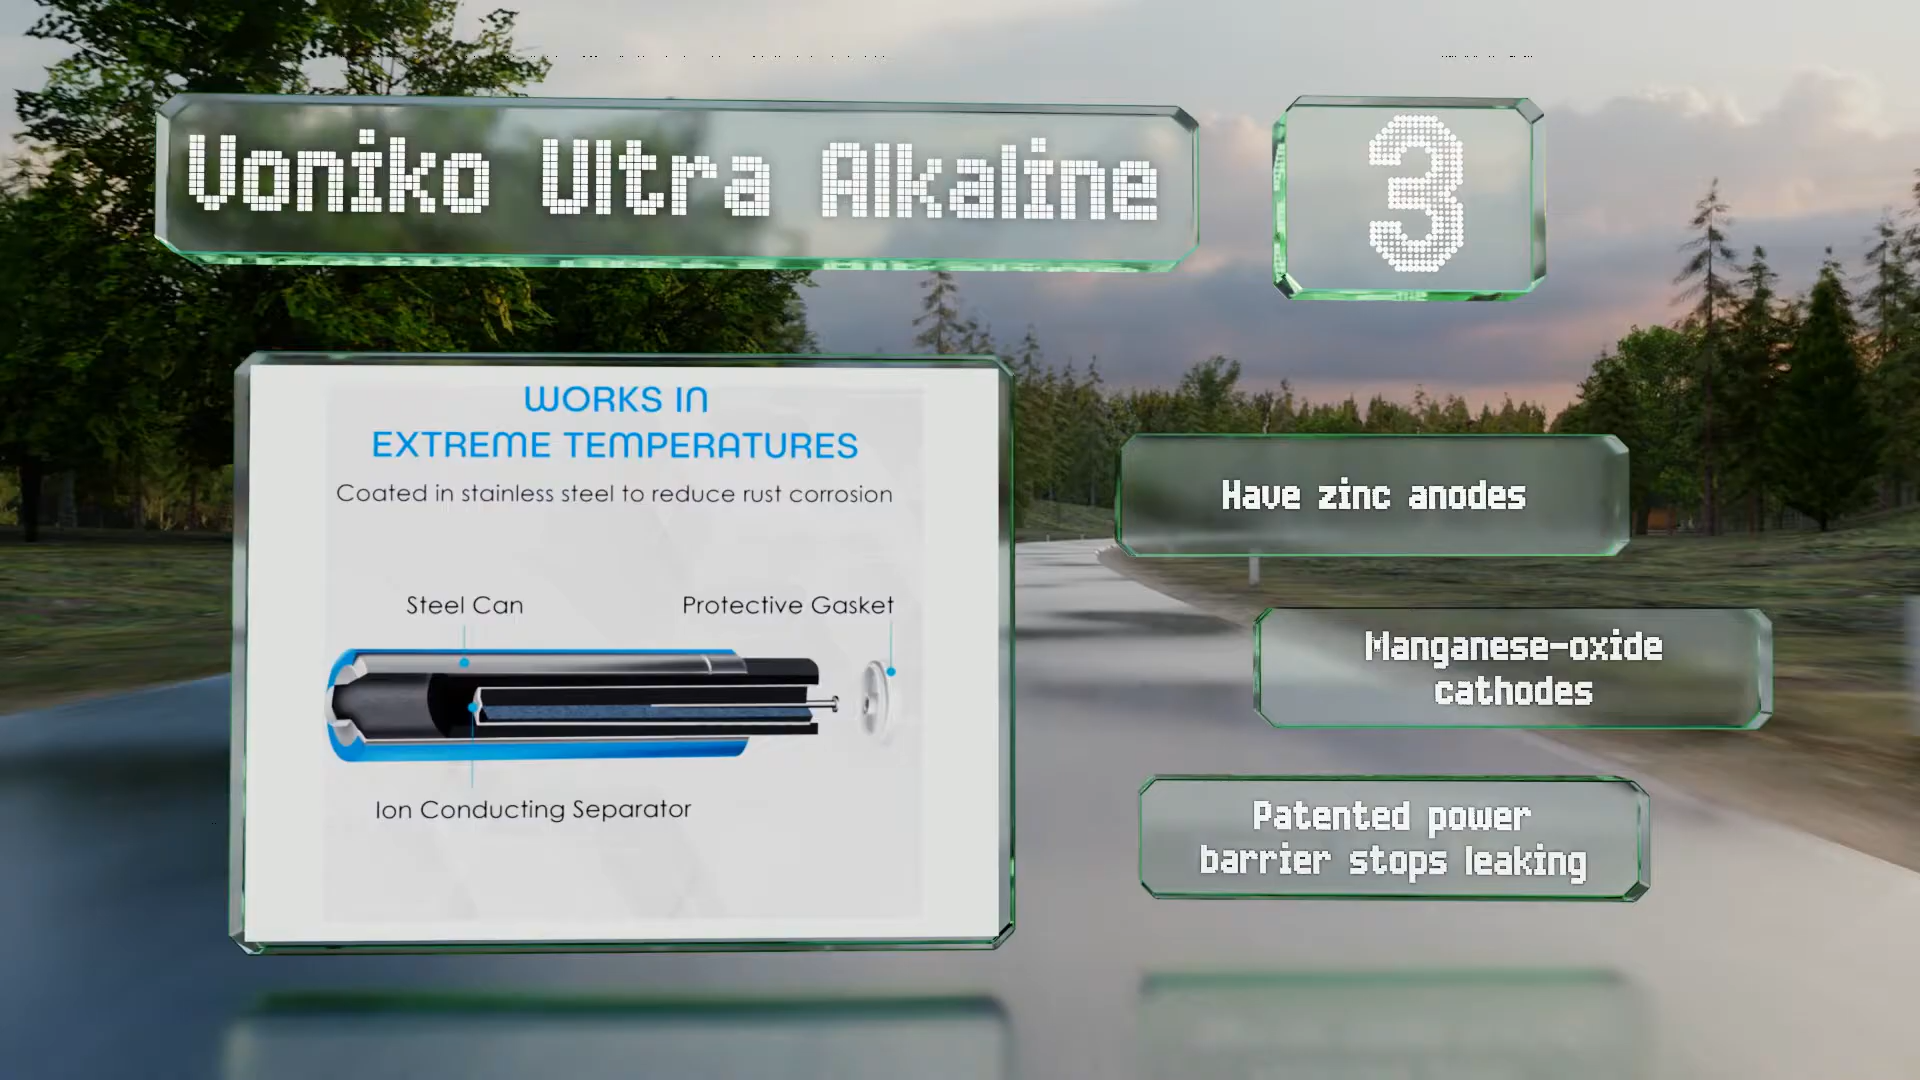 Voniko Ultra Alkaline
3
WORKS IN
EXTREME TEMPERATURES
Coated in stainless steel to reduce rust corrosion
Steel Can
Protective Gasket
Ion Conducting Separator
Have zinc anodes
Manganese-oxide
cathodes
Patented power
barrier stops leaking